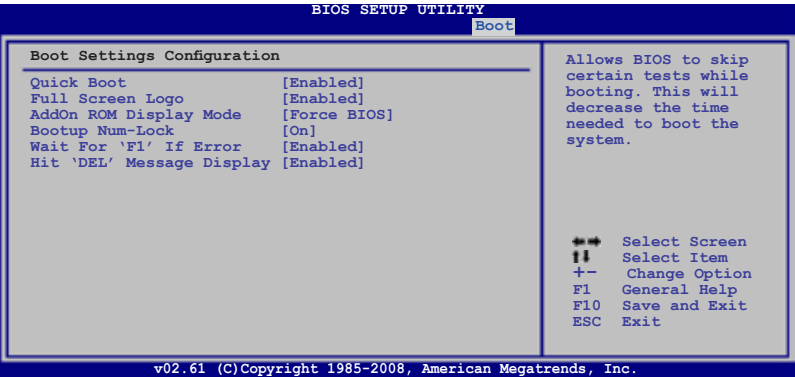 BIOS SETUP UTILITY
Boot
Boot Settings Configuration
Quick Boot [Enabled]
Full Screen Logo [Enabled]
AddOn ROM Display Mode [Force BIOS]
Bootup Num-Lock [On]
Wait For ‘F1’ If Error [Enabled]
Hit ‘DEL’ Message Display [Enabled]
Allows BIOS to skip
certain tests while
booting. This will
decrease the time
needed to boot the
system.
←→ Select Screen
↑↓ Select Item
+- Change Option
F1 General Help
F10 Save and Exit
ESC Exit
v02.61 (C)Copyright 1985-2008, American Megatrends, Inc.